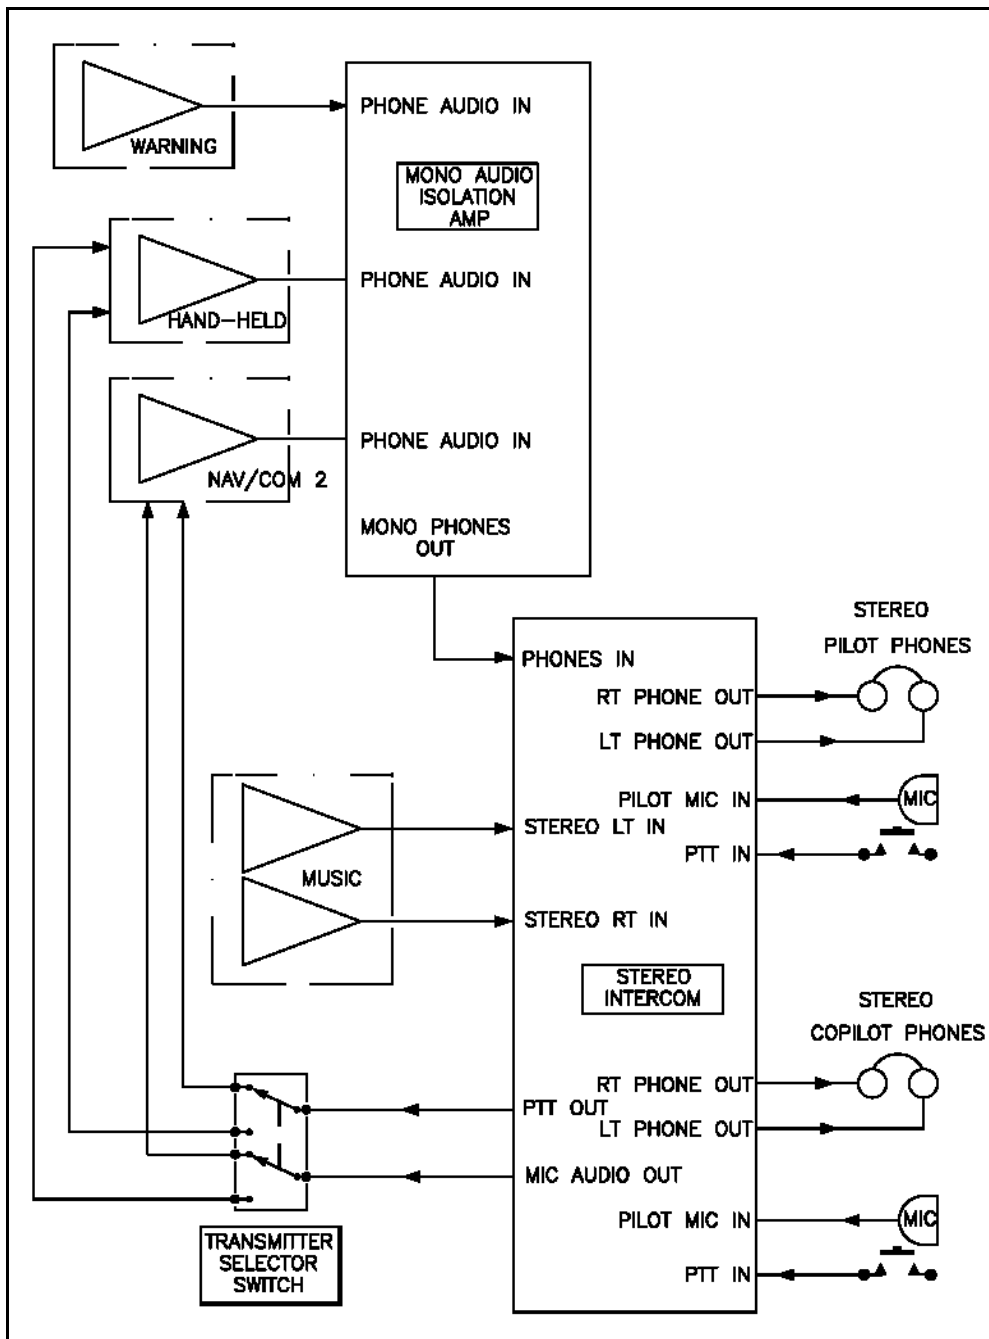 WARNING
PHONE AUDIO IN
MONO AUDIO
ISOLATION
AMP
HAND-HELD
PHONE AUDIO IN
NAV/COM 2
PHONE AUDIO IN
MONO PHONES
OUT
STEREO
PILOT PHONES
PHONES IN
RT PHONE OUT
LT PHONE OUT
PILOT MIC IN
MIC
STEREO LT IN
PTT IN
MUSIC
STEREO RT IN
STEREO
INTERCOM
STEREO
COPILOT PHONES
RT PHONE OUT
PTT OUT
LT PHONE OUT
MIC AUDIO OUT
PILOT MIC IN
MIC
PTT IN
TRANSMITTER
SELECTOR
SWITCH